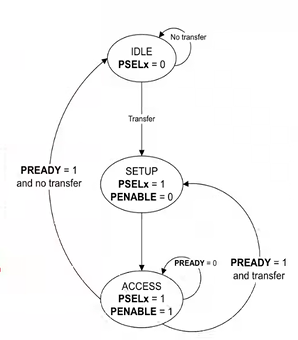 No transfer
IDLE
PSELx = 0
Transfer
SETUP
PSELx = 1
PENABLE = 0
PREADY = 1
and no transfer
PREADY = 0
PREADY = 1
and transfer
ACCESS
PSELx = 1
PENABLE = 1